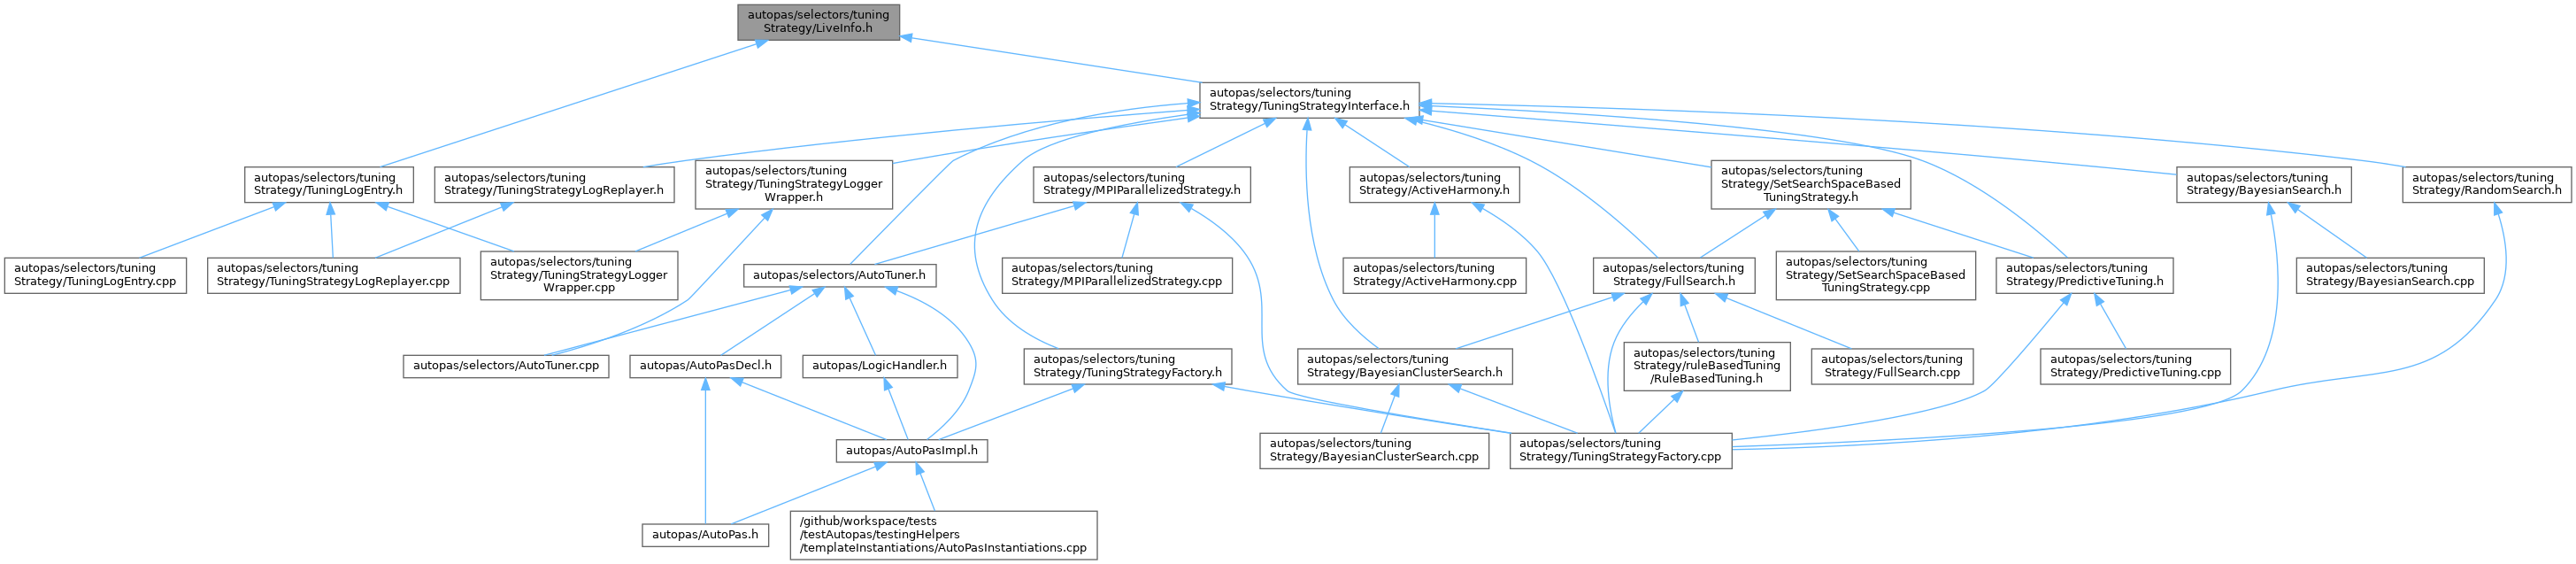 autopas/selectors/tuning
Strategy/LiveInfo.h
autopas/selectors/tuning
Strategy/TuningStrategyInterface.h
autopas/selectors/tuning
Strategy/TuningLogEntry.h
autopas/selectors/tuning
Strategy/TuningStrategyLogReplayer.h
autopas/selectors/tuning
Strategy/TuningStrategyLogger
Wrapper.h
autopas/selectors/tuning
Strategy/MPIParallelizedStrategy.h
autopas/selectors/tuning
Strategy/ActiveHarmony.h
autopas/selectors/tuning
Strategy/SetSearchSpaceBased
TuningStrategy.h
autopas/selectors/tuning
Strategy/BayesianSearch.h
autopas/selectors/tuning
Strategy/RandomSearch.h
autopas/selectors/tuning
Strategy/TuningLogEntry.cpp
autopas/selectors/tuning
Strategy/TuningStrategyLogReplayer.cpp
autopas/selectors/tuning
Strategy/TuningStrategyLogger
Wrapper.cpp
autopas/selectors/AutoTuner.h
autopas/selectors/tuning
Strategy/MPIParallelizedStrategy.cpp
autopas/selectors/tuning
Strategy/ActiveHarmony.cpp
autopas/selectors/tuning
Strategy/FullSearch.h
autopas/selectors/tuning
Strategy/SetSearchSpaceBased
TuningStrategy.cpp
autopas/selectors/tuning
Strategy/PredictiveTuning.h
autopas/selectors/tuning
Strategy/BayesianSearch.cpp
autopas/selectors/AutoTuner.cpp
autopas/AutoPasDecl.h
autopas/LogicHandler.h
autopas/selectors/tuning
Strategy/TuningStrategyFactory.h
autopas/selectors/tuning
Strategy/BayesianClusterSearch.h
autopas/selectors/tuning
Strategy/ruleBasedTuning
/RuleBasedTuning.h
autopas/selectors/tuning
Strategy/FullSearch.cpp
autopas/selectors/tuning
Strategy/PredictiveTuning.cpp
autopas/AutoPasImpl.h
autopas/selectors/tuning
Strategy/BayesianClusterSearch.cpp
autopas/selectors/tuning
Strategy/TuningStrategyFactory.cpp
autopas/AutoPas.h
/github/workspace/tests
/testAutopas/testingHelpers
/templateInstantiations/AutoPasInstantiations.cpp